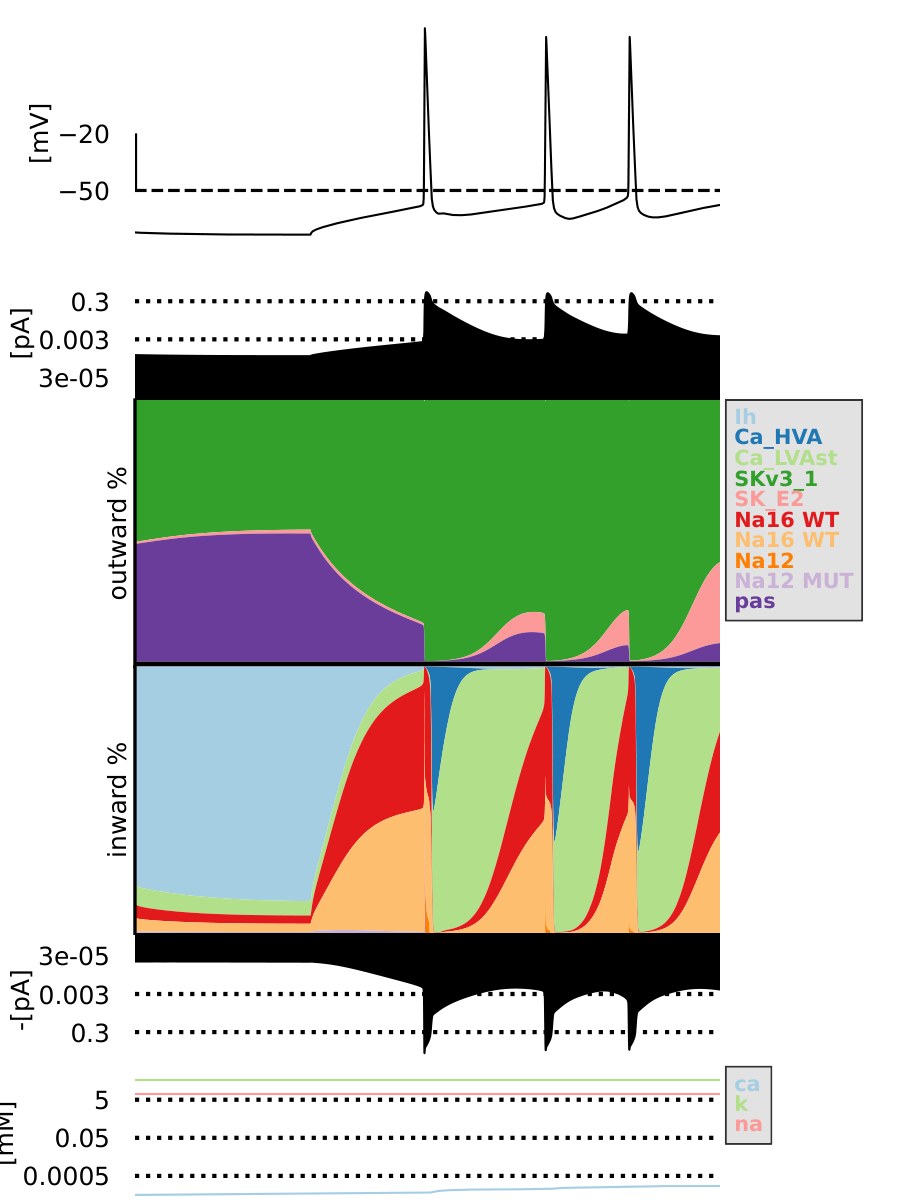 [mV]
−20
−50
[pA]
0.3
0.003
3e-05
outward %
Ih
Ca_HVA
Ca_LVAst
SKv3_1
SK_E2
Na16 WT
Na16 WT
Na12
Na12 MUT
pas
inward %
-[pA]
3e-05
0.003
0.3
[mM]
5
0.05
0.0005
ca
k
na